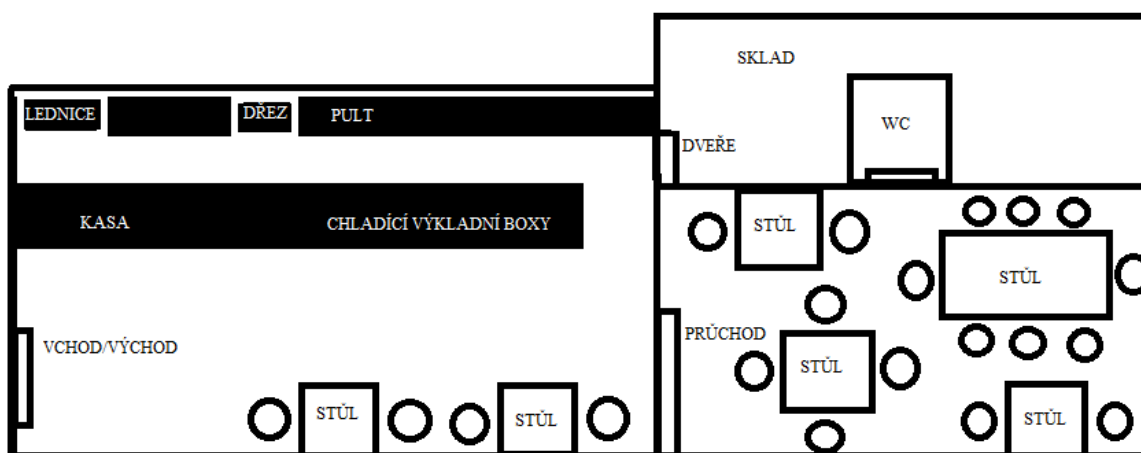 SKLAD
LEDNICE
DŘEZ
PULT
WC
DVEŘE
KASA
CHLADÍCÍ VÝKLADNÍ BOXY
STŮL
STŮL
PRŮCHOD
VCHOD/VÝCHOD
STŮL
STŮL
STŮL
STŮL